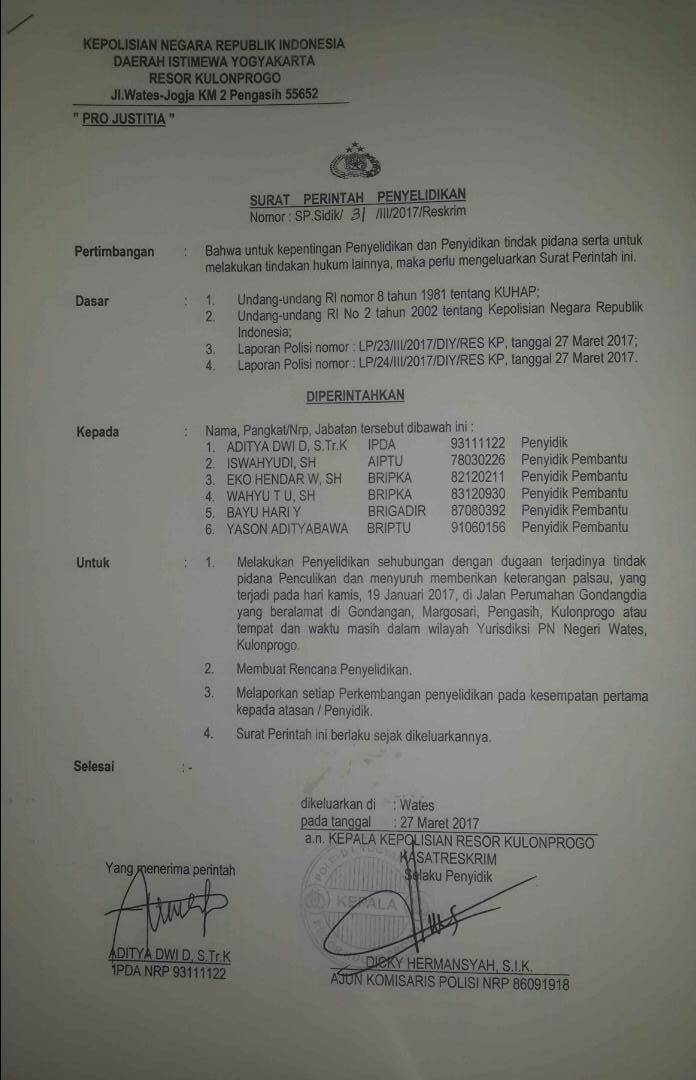 KEPOLISIAN NEGARA REPUBLIK INDONESIA
DAERAH ISTIMEWA YOGYAKARTA
RESOR KULONPROGO
Jl.Wates-Jogja KM 2 Pengasih 55652
" PRO JUSTITIA "
SURAT PERINTAH PENYELIDIKAN
Nomor : SP.Sidik/ 31 /III/2017/Reskrim
Pertimbangan : Bahwa untuk kepentingan Penyelidikan dan Penyidikan tindak pidana serta untuk
melakukan tindakan hukum lainnya, maka perlu mengeluarkan Surat Perintah ini.
Dasar : 1. Undang-undang RI nomor 8 tahun 1981 tentang KUHAP;
2. Undang-undang RI No 2 tahun 2002 tentang Kepolisian Negara Republik
Indonesia;
3. Laporan Polisi nomor : LP/23/III/2017/DIY/RES KP, tanggal 27 Maret 2017;
4. Laporan Polisi nomor : LP/24/III/2017/DIY/RES KP, tanggal 27 Maret 2017.
DIPERINTAHKAN
Kepada : Nama, Pangkat/Nrp, Jabatan tersebut dibawah ini :
1. ADITYA DWI D, S.Tr.K IPDA 93111122 Penyidik
2. ISWAHYUDI, SH AIPTU 78030226 Penyidik Pembantu
3. EKO HENDAR W, SH BRIPKA 82120211 Penyidik Pembantu
4. WAHYU T U, SH BRIPKA 83120930 Penyidik Pembantu
5. BAYU HARI Y BRIGADIR 87080392 Penyidik Pembantu
6. YASON ADITYABAWA BRIPTU 91060156 Penyidik Pembantu
Untuk : 1. Melakukan Penyelidikan sehubungan dengan dugaan terjadinya tindak
pidana Penculikan dan menyuruh memberikan keterangan palsau, yang
terjadi pada hari kamis, 19 Januari 2017, di Jalan Perumahan Gondangdia
yang beralamat di Gondangan, Margosari, Pengasih, Kulonprogo atau
tempat dan waktu masih dalam wilayah Yurisdiksi PN Negeri Wates,
Kulonprogo.
2. Membuat Rencana Penyelidikan.
3. Melaporkan setiap Perkembangan penyelidikan pada kesempatan pertama
kepada atasan / Penyidik.
4. Surat Perintah ini berlaku sejak dikeluarkannya.
Selesai : -
dikeluarkan di : Wates
pada tanggal : 27 Maret 2017
a.n. KEPALA KEPOLISIAN RESOR KULONPROGO
KASATRESKRIM
Selaku Penyidik
Yang menerima perintah
KEPALA
ADITYA DWI D, S.Tr.K
IPDA NRP 93111122
DICKY HERMANSYAH, S.I.K.
AJUN KOMISARIS POLISI NRP 86091918